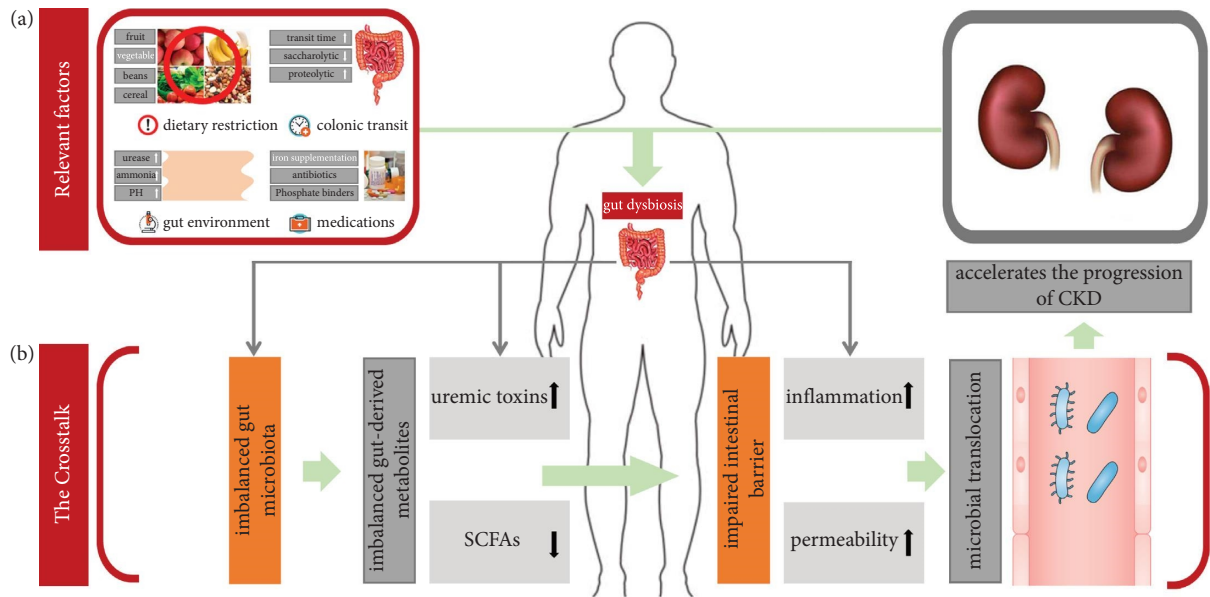 (a)
Relevant factors
fruit
vegetable
beans
cereal
dietary restriction
transit time
saccharolytic
proteolytic
colonic transit
urease
ammonia
PH
gut environment
iron supplementation
antibiotics
Phosphate binders
medications
gut dysbiosis
accelerates the progression
of CKD
(b)
The Crosstalk
imbalanced gut
microbiota
imbalanced gut-derived
metabolites
uremic toxins
SCFAs
impaired intestinal
barrier
inflammation
permeability
microbial translocation